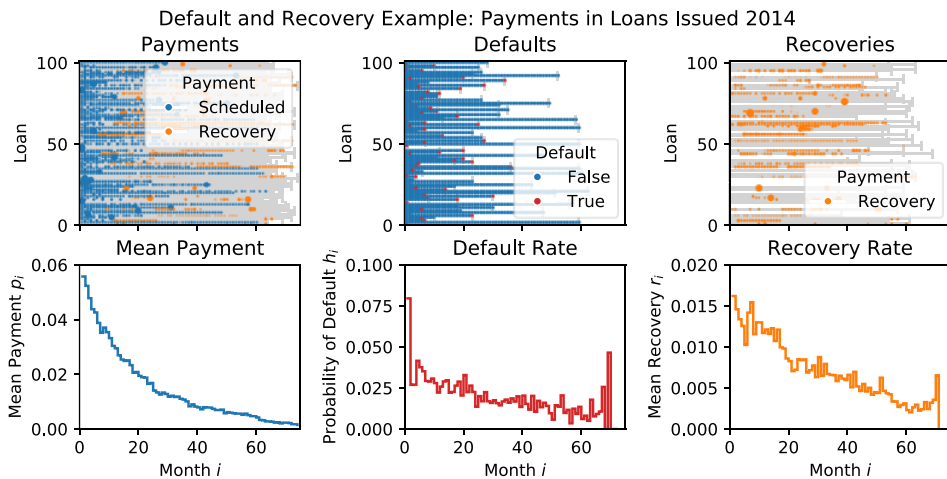 Default and Recovery Example: Payments in Loans Issued 2014
Payments
Defaults
Recoveries
100
50
0
Loan
Payment
Scheduled
Recovery
100
50
0
Loan
Default
False
True
100
50
0
Loan
Payment
Recovery
Mean Payment
Default Rate
Recovery Rate
0.06
0.04
0.02
0.00
Mean Payment p_i
0 20 40 60
Month i
0.100
0.075
0.050
0.025
0.000
Probability of Default h_i
0 20 40 60
Month i
0.020
0.015
0.010
0.005
0.000
Mean Recovery r_i
0 20 40 60
Month i